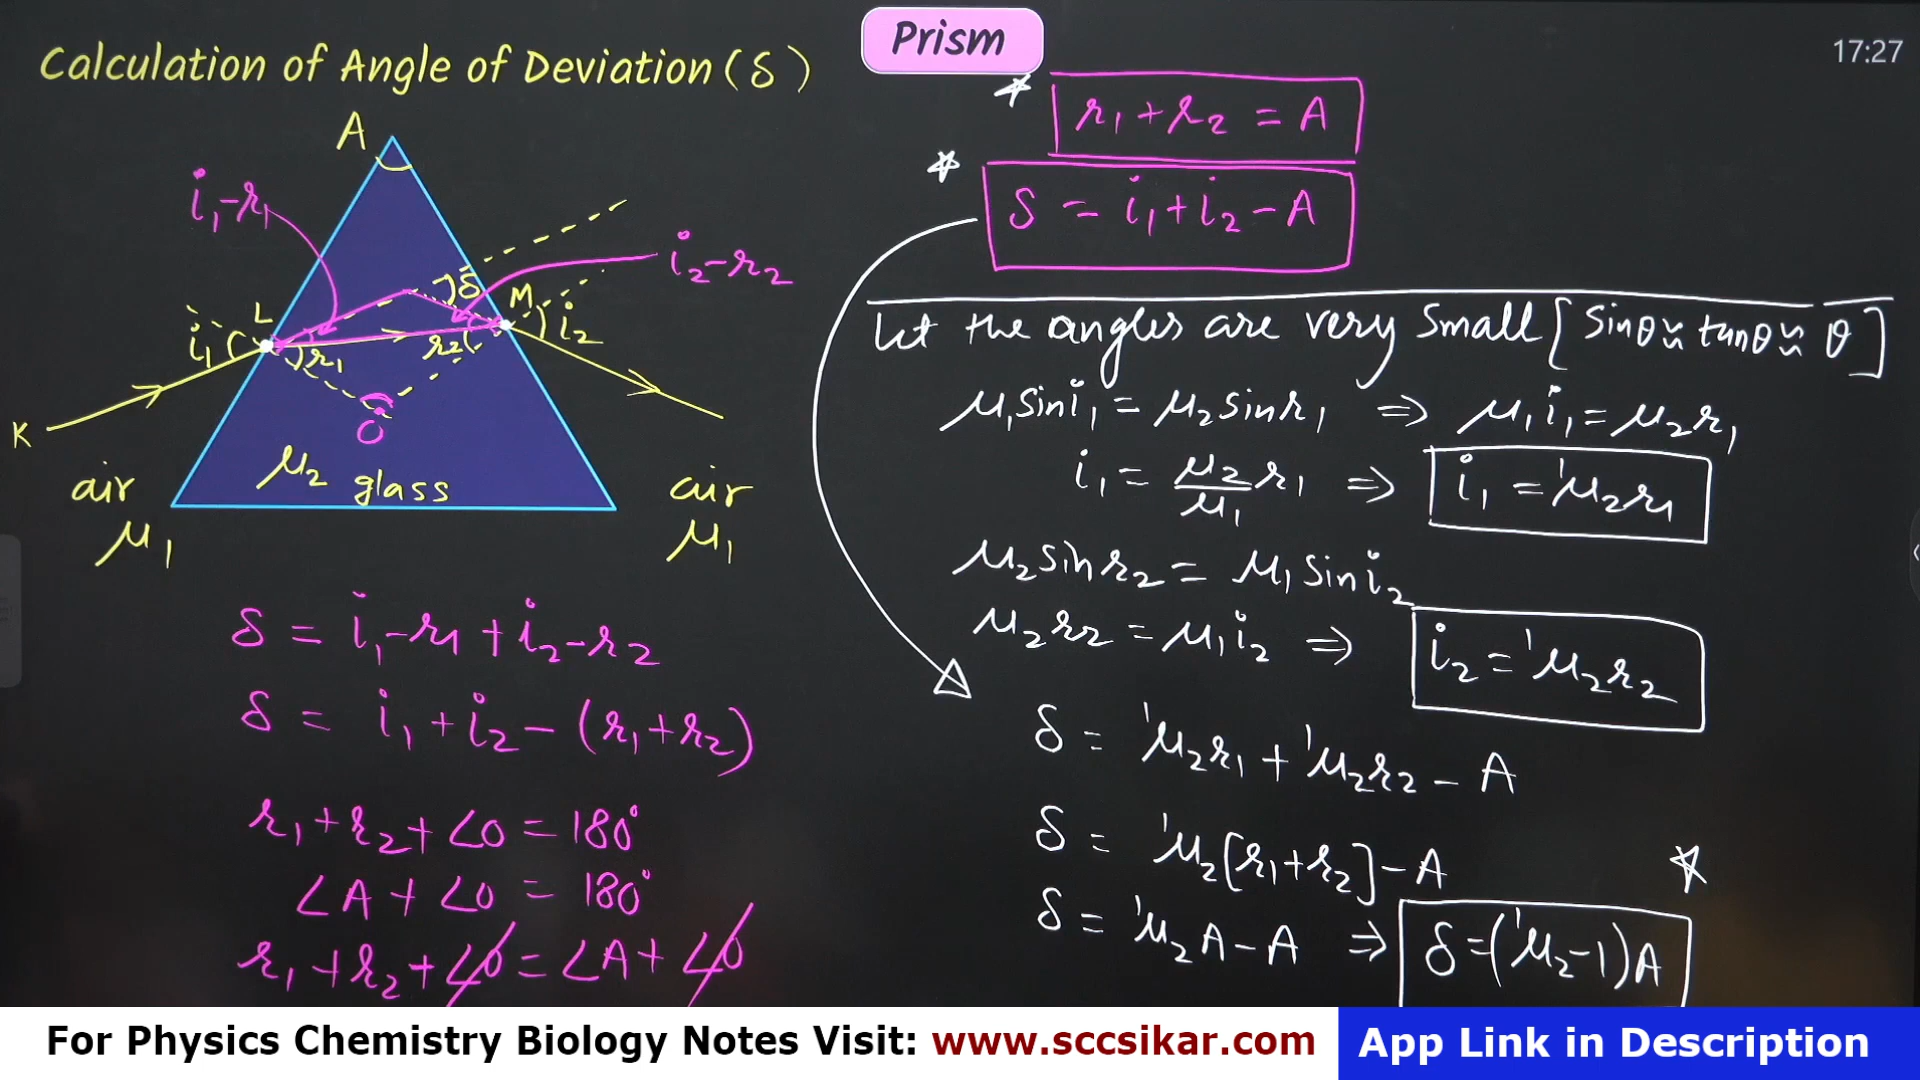 Prism
17:27
Calculation of Angle of Deviation (δ)
A
i₁-r₁
i₂-r₂
δ
L
M
i₁
r₁
r₂
i₂
K
O
μ₂ glass
air
μ₁
air
μ₁
δ = i₁-r₁+i₂-r₂
δ = i₁+i₂-(r₁+r₂)
r₁+r₂+∠O = 180°
∠A+∠O = 180°
r₁+r₂+∠O = ∠A+∠O
r₁+r₂ = A
δ = i₁+i₂-A
Let the angles are very small [sinθ ≈ tanθ ≈ θ]
μ₁sini₁ = μ₂sinr₁ ⇒ μ₁i₁ = μ₂r₁
i₁ = μ₂/μ₁ r₁ ⇒ i₁ = ¹μ₂r₁
μ₂sinr₂ = μ₁sini₂
μ₂r₂ = μ₁i₂ ⇒ i₂ = ¹μ₂r₂
δ = ¹μ₂r₁ + ¹μ₂r₂ - A
δ = ¹μ₂[r₁+r₂]-A
δ = ¹μ₂A-A ⇒ δ=(¹μ₂-1)A
For Physics Chemistry Biology Notes Visit: www.sccsikar.com
App Link in Description